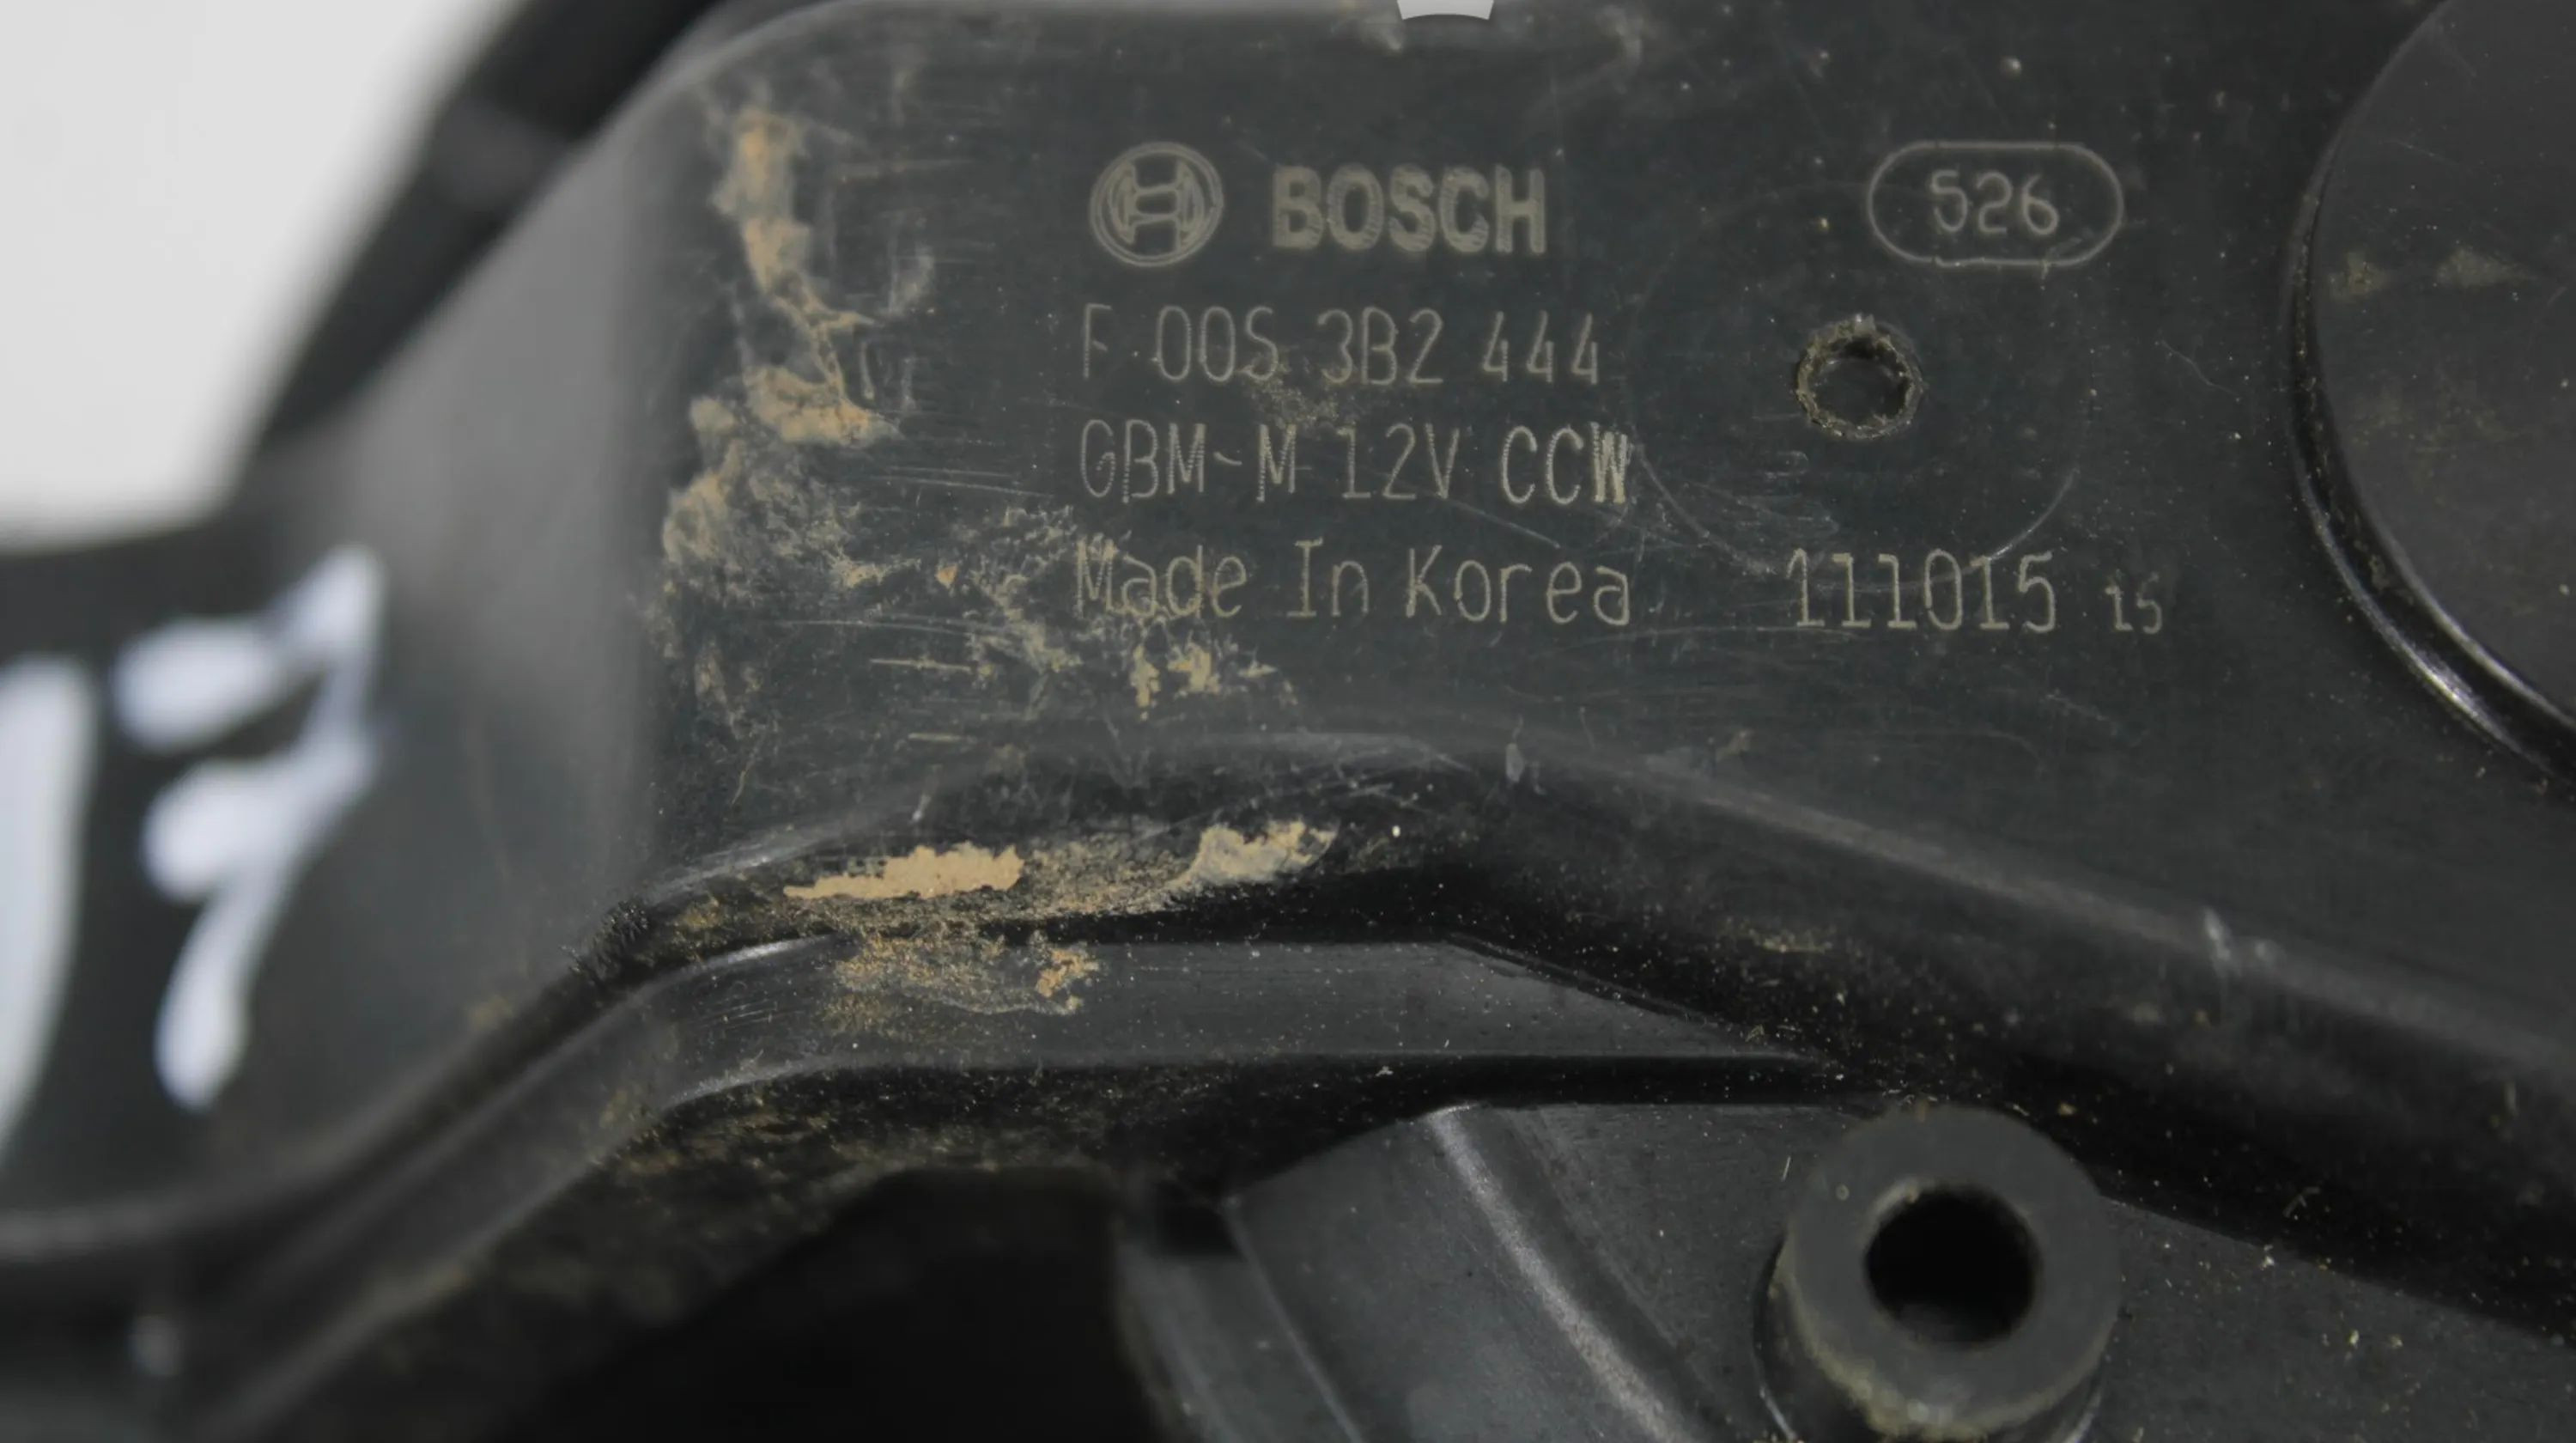 BOSCH 526
F 00S 3B2 444
GBM-M 12V CCW
Made In Korea 111015 15